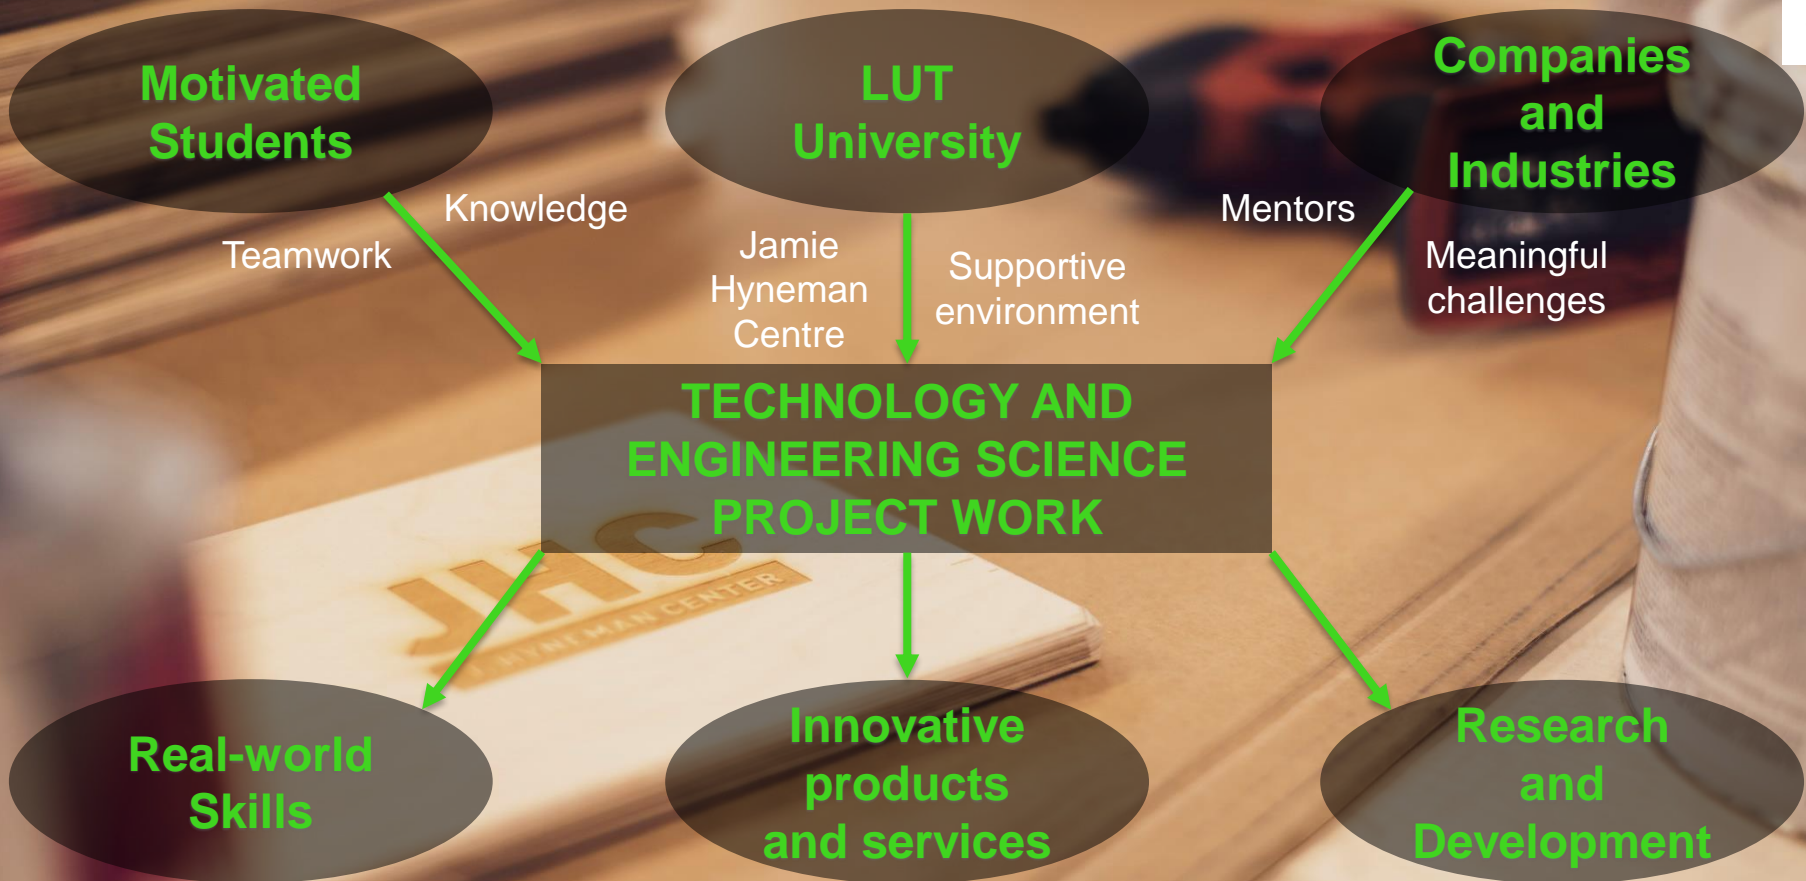 Motivated
Students
LUT
University
Companies
and
Industries
Knowledge
Teamwork
Jamie
Hyneman
Centre
Supportive
environment
Mentors
Meaningful
challenges
TECHNOLOGY AND
ENGINEERING SCIENCE
PROJECT WORK
JHC
J. HYNEMAN CENTER
Real-world
Skills
Innovative
products
and services
Research
and
Development